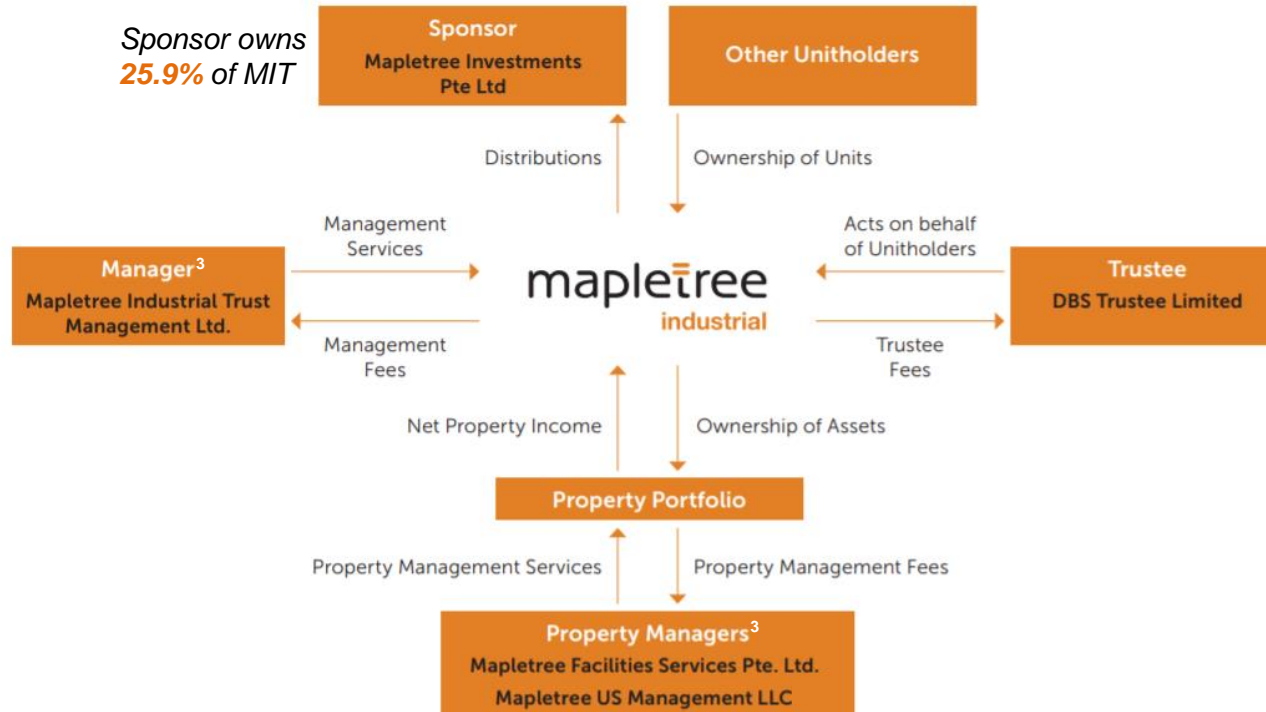 Sponsor owns
25.9% of MIT
Sponsor
Mapletree Investments
Pte Ltd
Other Unitholders
Distributions
Ownership of Units
Management
Services
Acts on behalf
of Unitholders
Manager3
Mapletree Industrial Trust
Management Ltd.
mapletree
industrial
Trustee
DBS Trustee Limited
Management
Fees
Trustee
Fees
Net Property Income
Ownership of Assets
Property Portfolio
Property Management Services
Property Management Fees
Property Managers3
Mapletree Facilities Services Pte. Ltd.
Mapletree US Management LLC